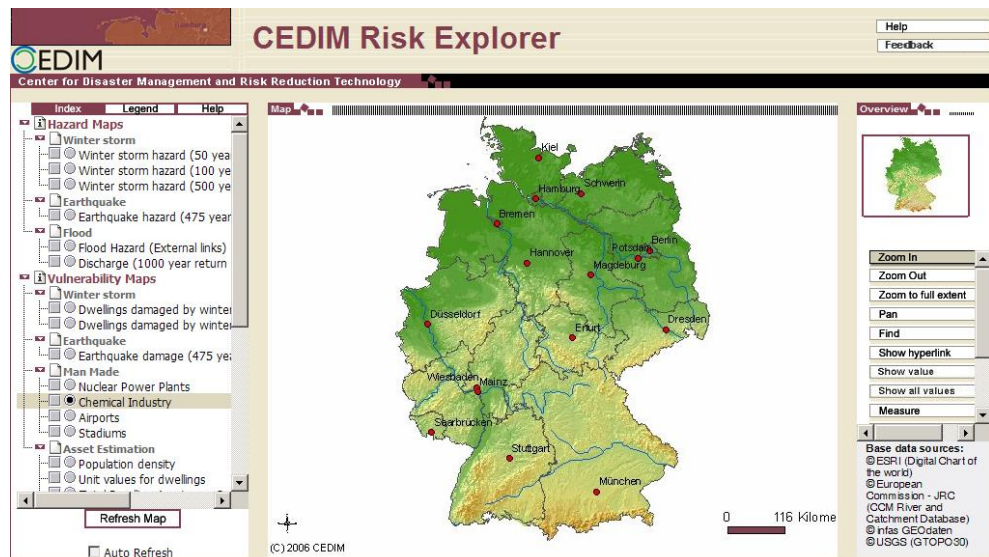 CEDIM Risk Explorer
Help
Feedback
CEDIM
Center for Disaster Management and Risk Reduction Technology
Index Legend Help
Hazard Maps
Winter storm
Winter storm hazard (50 yea
Winter storm hazard (100 ye
Winter storm hazard (500 ye
Earthquake
Earthquake hazard (475 year
Flood
Flood Hazard (External links)
Discharge (1000 year return
Vulnerability Maps
Winter storm
Dwellings damaged by winter
Dwellings damaged by winter
Earthquake
Earthquake damage (475 yea
Man Made
Nuclear Power Plants
Chemical Industry
Airports
Stadiums
Asset Estimation
Population density
Unit values for dwellings
Refresh Map
Auto Refresh
Map
Kiel
Hamburg
Schwerin
Bremen
Hannover
Potsdam
Berlin
Magdeburg
Düsseldorf
Erfurt
Dresden
Wiesbaden
Mainz
Saarbrücken
Stuttgart
München
0 116 Kilome
(C) 2006 CEDIM
Overview
Zoom In
Zoom Out
Zoom to full extent
Pan
Find
Show hyperlink
Show value
Show all values
Measure
Base data sources:
©ESRI (Digital Chart of
the world)
©European
Commission - JRC
(CCM River and
Catchment Database)
©infas GEOdaten
©USGS (GTOPO30)